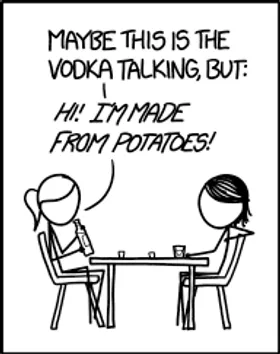 MAYBE THIS IS THE
VODKA TALKING, BUT:
HI! I'M MADE
FROM POTATOES!